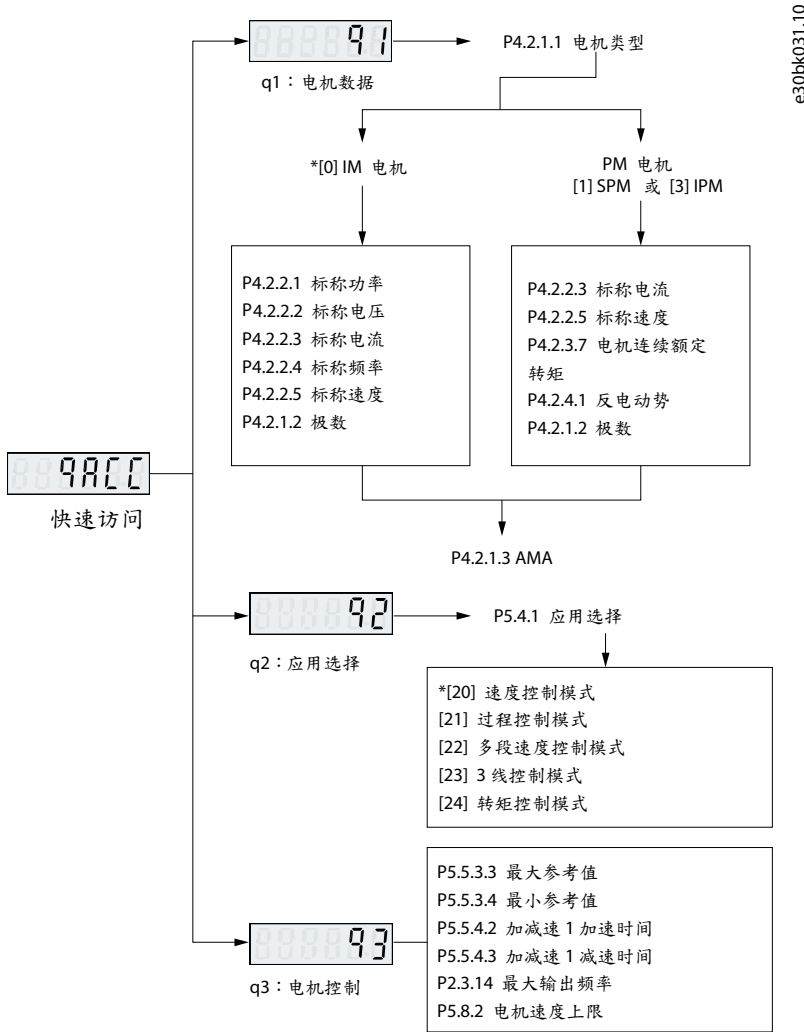 e30bk031.10
q1
P4.2.1.1 电机类型
q1：电机数据
*[0] IM 电机
PM 电机
[1] SPM 或 [3] IPM
P4.2.2.1 标称功率
P4.2.2.2 标称电压
P4.2.2.3 标称电流
P4.2.2.4 标称频率
P4.2.2.5 标称速度
P4.2.1.2 极数
P4.2.2.3 标称电流
P4.2.2.5 标称速度
P4.2.3.7 电机连续额定
转矩
P4.2.4.1 反电动势
P4.2.1.2 极数
qACC
快速访问
P4.2.1.3 AMA
q2
P5.4.1 应用选择
q2：应用选择
*[20] 速度控制模式
[21] 过程控制模式
[22] 多段速度控制模式
[23] 3 线控制模式
[24] 转矩控制模式
P5.5.3.3 最大参考值
P5.5.3.4 最小参考值
P5.5.4.2 加减速 1 加速时间
P5.5.4.3 加减速 1 减速时间
P2.3.14 最大输出频率
P5.8.2 电机速度上限
q3
q3：电机控制